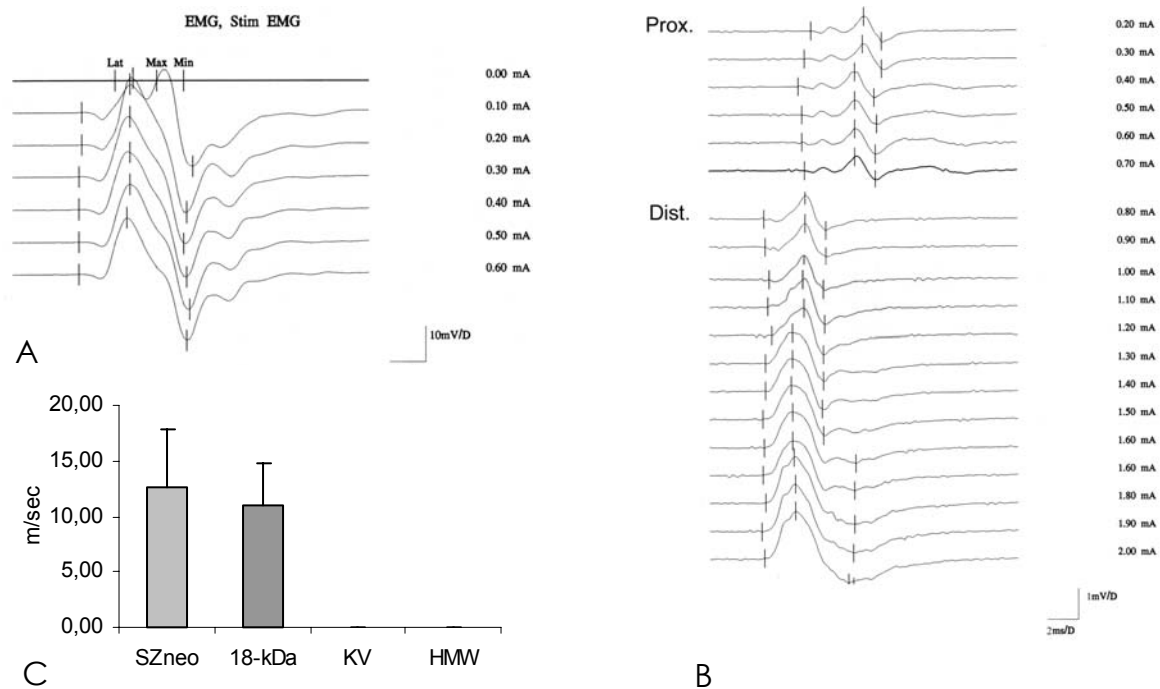 EMG, Stim EMG
Lat Max Min
0.00 mA
0.10 mA
0.20 mA
0.30 mA
0.40 mA
0.50 mA
0.60 mA
10mV/D
A
Prox.
0.20 mA
0.30 mA
0.40 mA
0.50 mA
0.60 mA
0.70 mA
Dist.
0.80 mA
0.90 mA
1.00 mA
1.10 mA
1.20 mA
1.30 mA
1.40 mA
1.50 mA
1.60 mA
1.60 mA
1.80 mA
1.90 mA
2.00 mA
1mV/D
2ms/D
B
20,00
15,00
10,00
5,00
0,00
m/sec
SZneo 18-kDa KV HMW
C